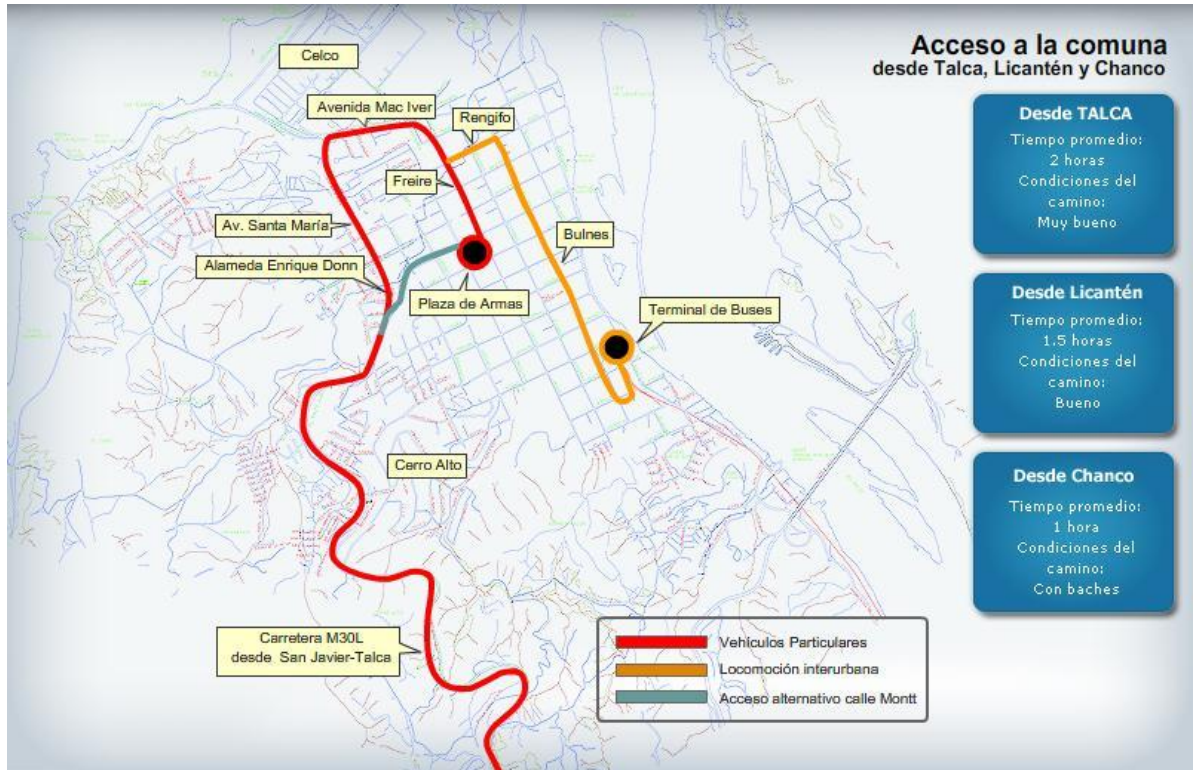 Acceso a la comuna
desde Talca, Licantén y Chanco
Celco
Avenida Mac Iver
Rengifo
Freire
Av. Santa María
Bulnes
Alameda Enrique Donn
Plaza de Armas
Terminal de Buses
Cerro Alto
Carretera M30L
desde San Javier-Talca
Desde TALCA
Tiempo promedio:
2 horas
Condiciones del
camino:
Muy bueno
Desde Licantén
Tiempo promedio:
1.5 horas
Condiciones del
camino:
Bueno
Desde Chanco
Tiempo promedio:
1 hora
Condiciones del
camino:
Con baches
Vehículos Particulares
Locomoción interurbana
Acceso alternativo calle Montt